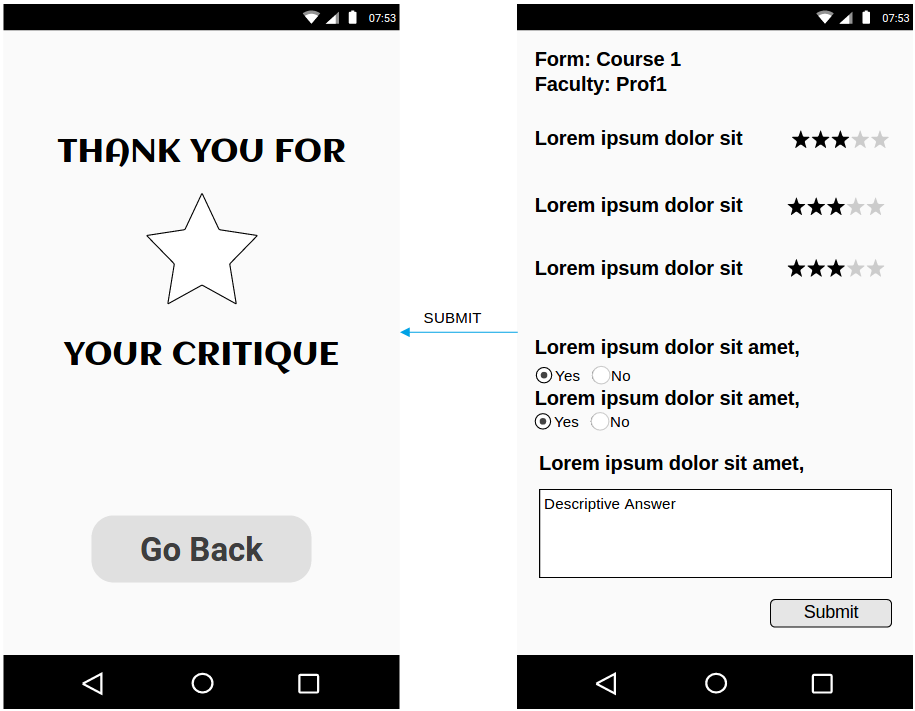 07:53
THANK YOU FOR
YOUR CRITIQUE
Go Back
SUBMIT
07:53
Form: Course 1
Faculty: Prof1
Lorem ipsum dolor sit
Lorem ipsum dolor sit
Lorem ipsum dolor sit
Lorem ipsum dolor sit amet,
Yes No
Lorem ipsum dolor sit amet,
Yes No
Lorem ipsum dolor sit amet,
Descriptive Answer
Submit